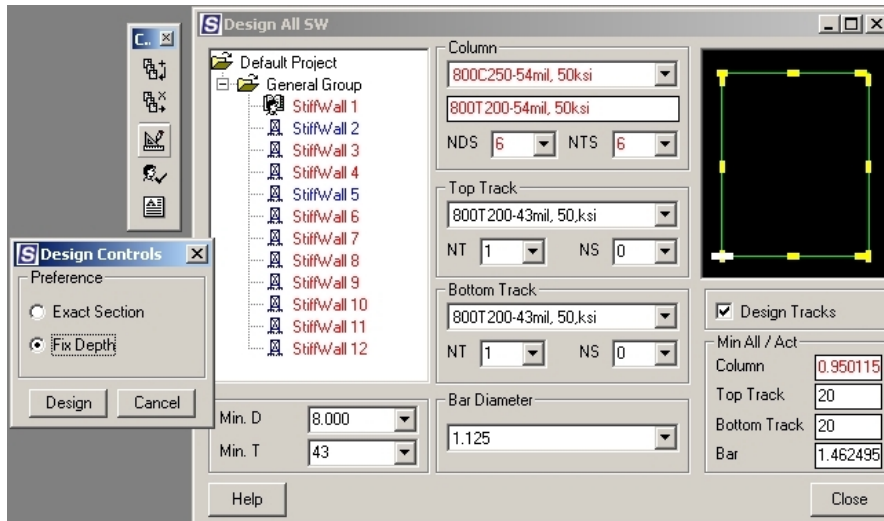 C..
Design All SW
Default Project
General Group
StiffWall 1
StiffWall 2
StiffWall 3
StiffWall 4
StiffWall 5
StiffWall 6
StiffWall 7
StiffWall 8
StiffWall 9
StiffWall 10
StiffWall 11
StiffWall 12
Min. D 8.000
Min. T 43
Column
800C250-54mil, 50ksi
800T200-54mil, 50ksi
NDS 6 NTS 6
Top Track
800T200-43mil, 50,ksi
NT 1 NS 0
Bottom Track
800T200-43mil, 50,ksi
NT 1 NS 0
Bar Diameter
1.125
Design Tracks
Min All / Act
Column 0.950115
Top Track 20
Bottom Track 20
Bar 1.462495
Help
Close
Design Controls
Preference
Exact Section
Fix Depth
Design Cancel